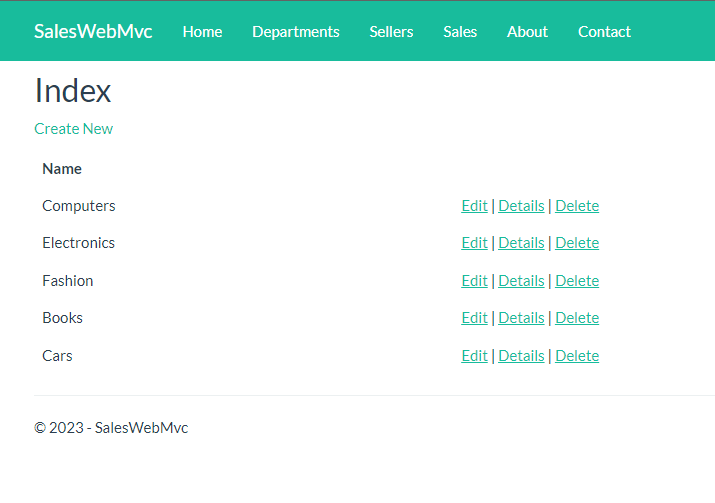 SalesWebMvc Home Departments Sellers Sales About Contact
Index
Create New
Name
Computers Edit | Details | Delete
Electronics Edit | Details | Delete
Fashion Edit | Details | Delete
Books Edit | Details | Delete
Cars Edit | Details | Delete
© 2023 - SalesWebMvc